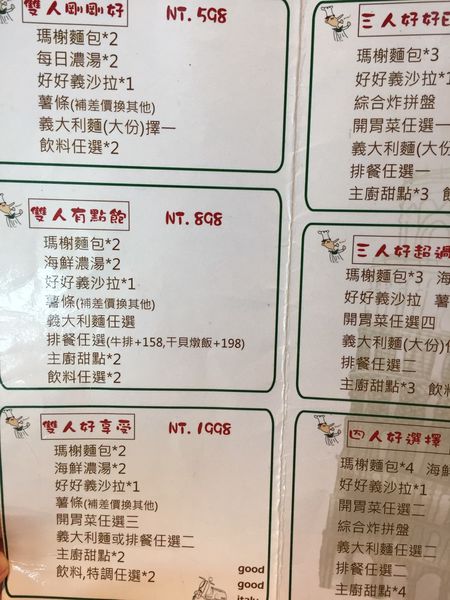 雙人剛剛好 NT. 598
瑪榭麵包*2
每日濃湯*2
好好義沙拉*1
薯條(補差價換其他)
義大利麵(大份)擇一
飲料任選*2
雙人有點飽 NT. 898
瑪榭麵包*2
海鮮濃湯*2
好好義沙拉*1
薯條(補差價換其他)
義大利麵任選
排餐任選(牛排+158,干貝燉飯+198)
主廚甜點*2
飲料任選*2
雙人好享受 NT. 1998
瑪榭麵包*2
海鮮濃湯*2
好好義沙拉*1
薯條(補差價換其他)
開胃菜任選三
義大利麵或排餐任選二
主廚甜點*2
飲料,特調任選*2
good
good
italy
三人好好
瑪榭麵包*3
好好義沙拉*1
綜合炸拼盤
開胃菜任選一
義大利麵(大
排餐任選一
主廚甜點*3 飲
三人好超過
瑪榭麵包*3 海
好好義沙拉 薯
開胃菜任選四
義大利麵(大份)
排餐任選二
主廚甜點*3 飲
四人好選擇
瑪榭麵包*4 海鮮
好好義沙拉*1
開胃菜任選二
綜合炸拼盤
義大利麵任選二
排餐任選二
主廚甜點*4